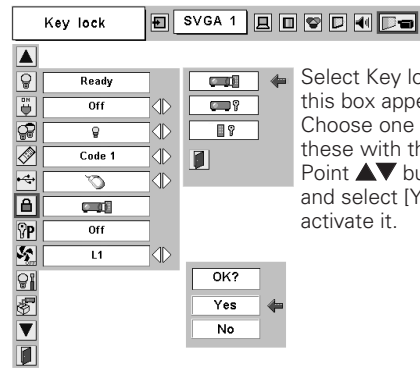 Key lock
SVGA 1
Ready
Off
Code 1
Off
L1
Select Key lo
this box appe
Choose one
these with th
Point ▲▼ bu
and select [Y
activate it.
OK?
Yes
No